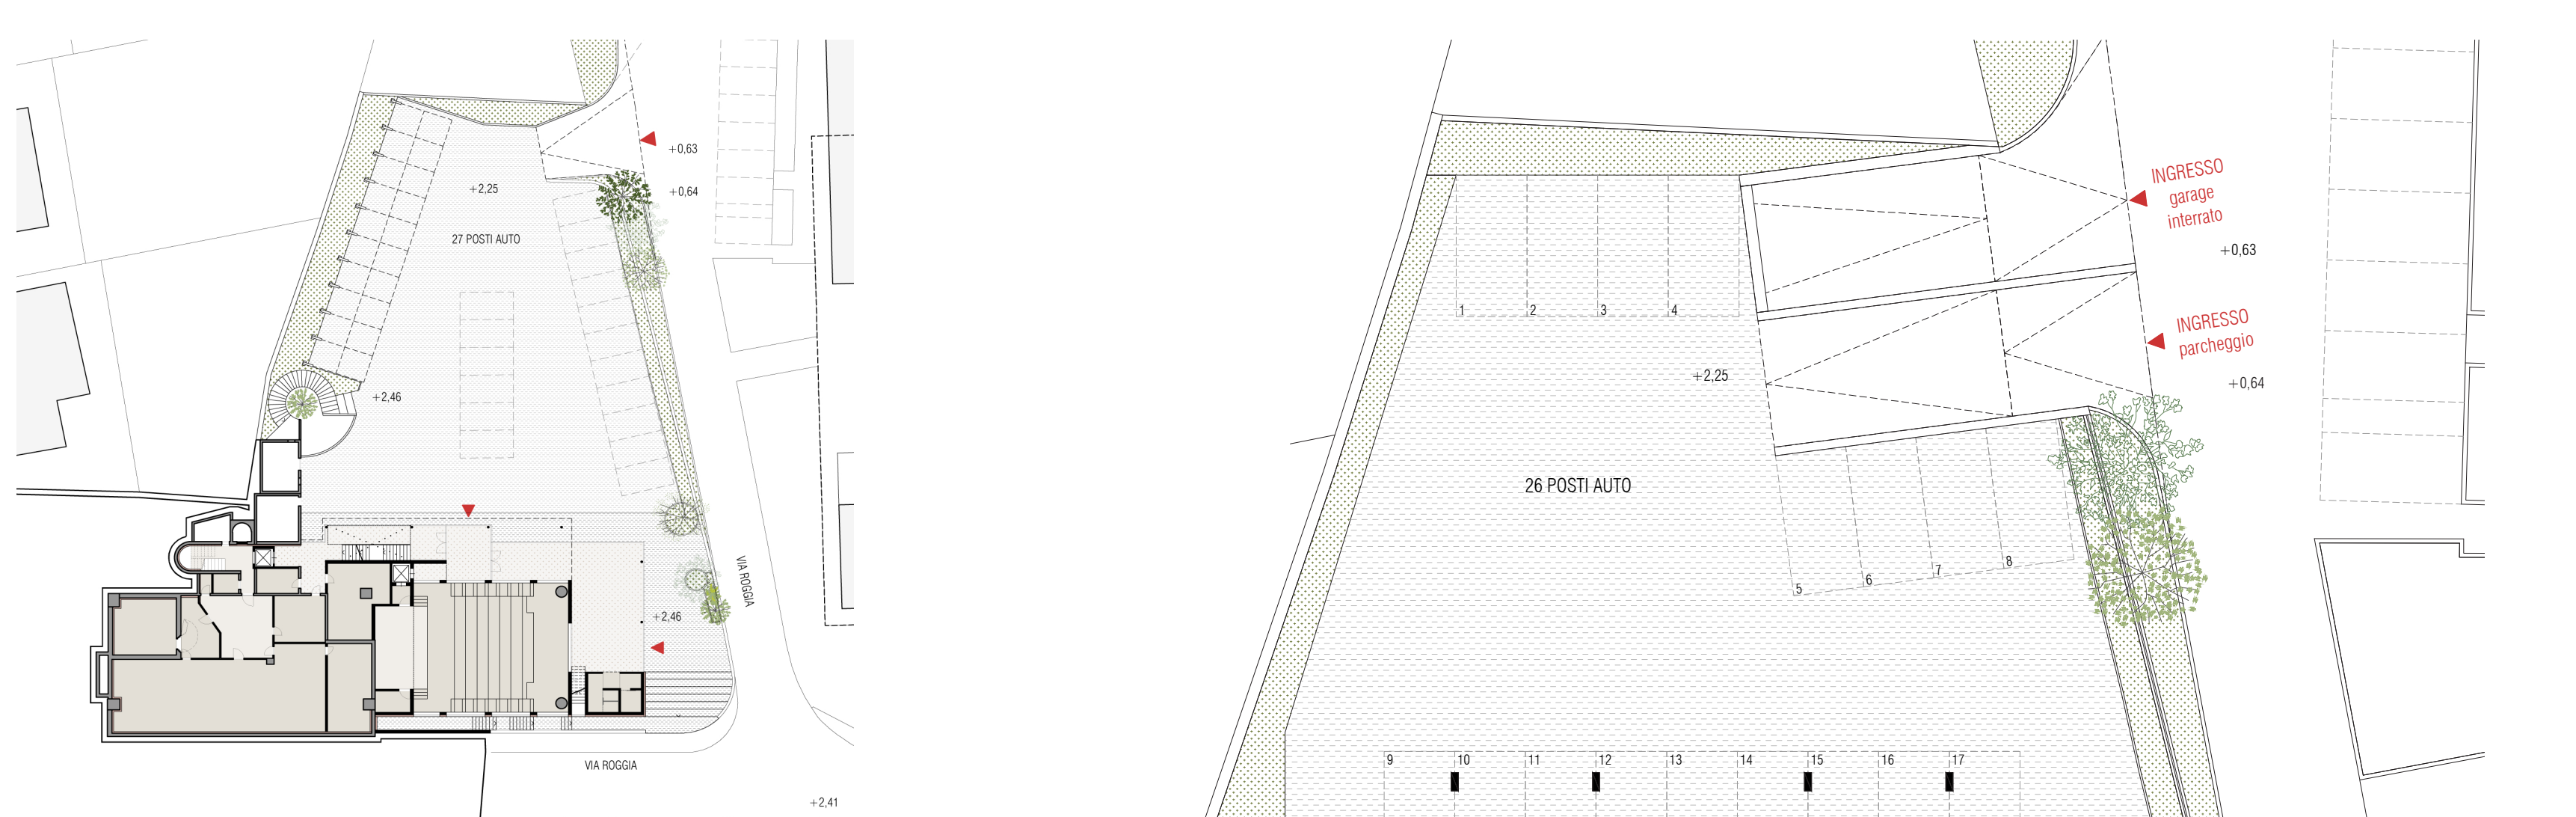 +0,63
+2,25
+0,64
27 POSTI AUTO
+2,46
VIA ROGGIA
+2,46
VIA ROGGIA
+2,41
INGRESSO
garage
interrato
+0,63
1
2
3
4
INGRESSO
parcheggio
+2,25
+0,64
26 POSTI AUTO
5
6
7
8
9
10
11
12
13
14
15
16
17